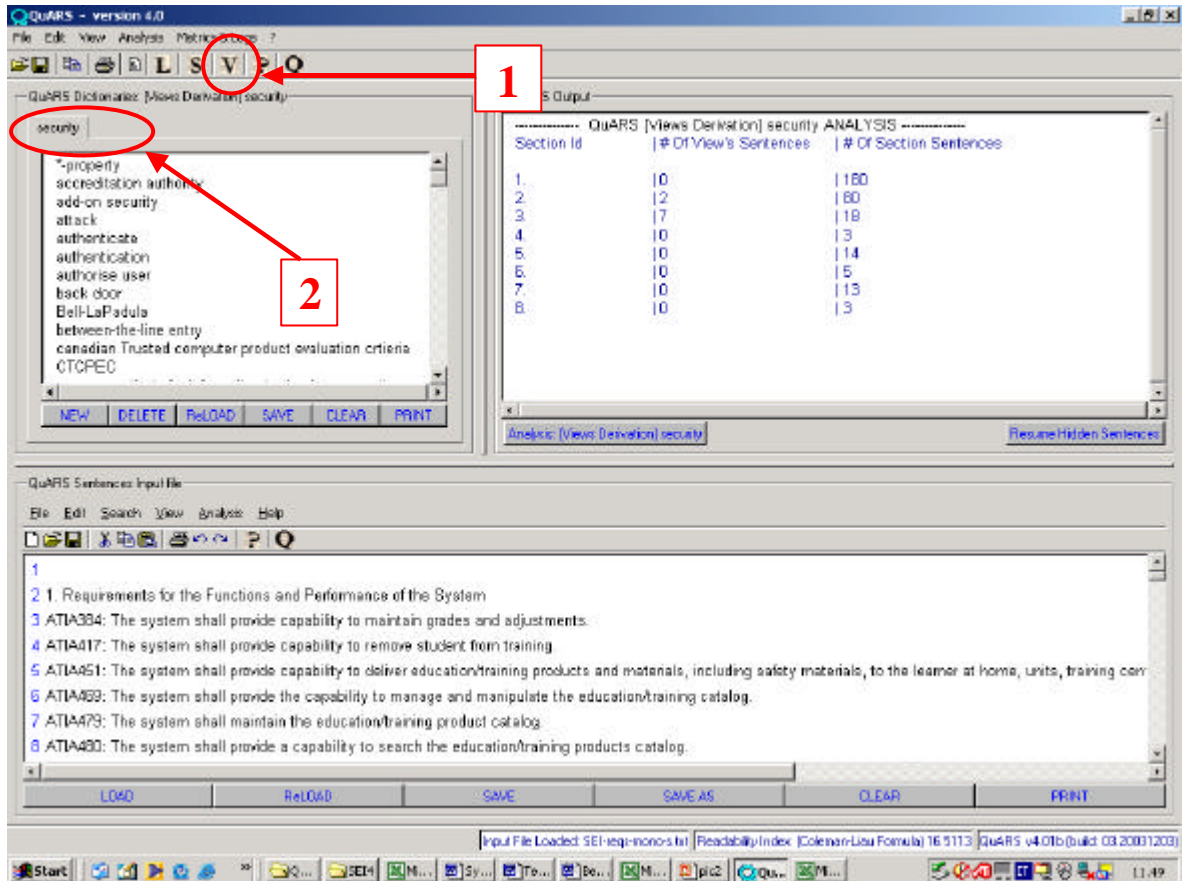 QuARS - version 4.0
File Edit View Analysis Metrics&Logs ?
L S V ? Q
1
QuARS Dictionaries: [Views Derivation] security
security
*-property
accreditation authority
add-on security
attack
authenticate
authentication
authorise user
back door
Bell-LaPadula
between-the-line entry
canadian Trusted computer product evaluation crtieria
CTCPEC
2
NEW DELETE ReLOAD SAVE CLEAR PRINT
S Output
-------------- QuARS [Views Derivation] security ANALYSIS --------------
Section Id | # Of View's Sentences | # Of Section Sentences
1. | 0 | 160
2. | 2 | 80
3. | 7 | 18
4. | 0 | 3
5. | 0 | 14
6. | 0 | 5
7. | 0 | 13
8. | 0 | 3
Analysis: [Views Derivation] security Resume Hidden Sentences
QuARS Sentences Input file
File Edit Search View Analysis Help
? Q
1
2 1. Requirements for the Functions and Performance of the System
3 ATIA384: The system shall provide capability to maintain grades and adjustments.
4 ATIA417: The system shall provide capability to remove student from training.
5 ATIA451: The system shall provide capability to deliver education/training products and materials, including safety materials, to the learner at home, units, training cen
6 ATIA469: The system shall provide the capability to manage and manipulate the education/training catalog.
7 ATIA479: The system shall maintain the education/training product catalog.
8 ATIA480: The system shall provide a capability to search the education/training products catalog.
LOAD ReLOAD SAVE SAVE AS CLEAR PRINT
Input File Loaded: SEI-reqs-mono-s.txt Readability Index (Coleman-Liau Formula) 16.5113 QuARS v4.01b (build: 03.20031203)
Start Q... SEI4 M... Sy... Te... Be... M... pic2 Qu... M... 11.49